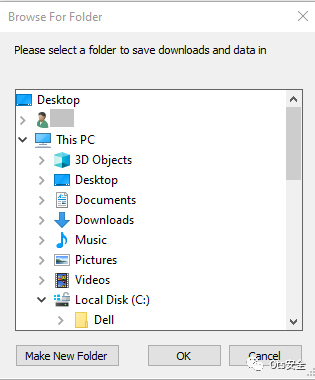 Browse For Folder
Please select a folder to save downloads and data in
Desktop
This PC
3D Objects
Desktop
Documents
Downloads
Music
Pictures
Videos
Local Disk (C:)
Dell
Make New Folder
OK
Cancel
Ots安全